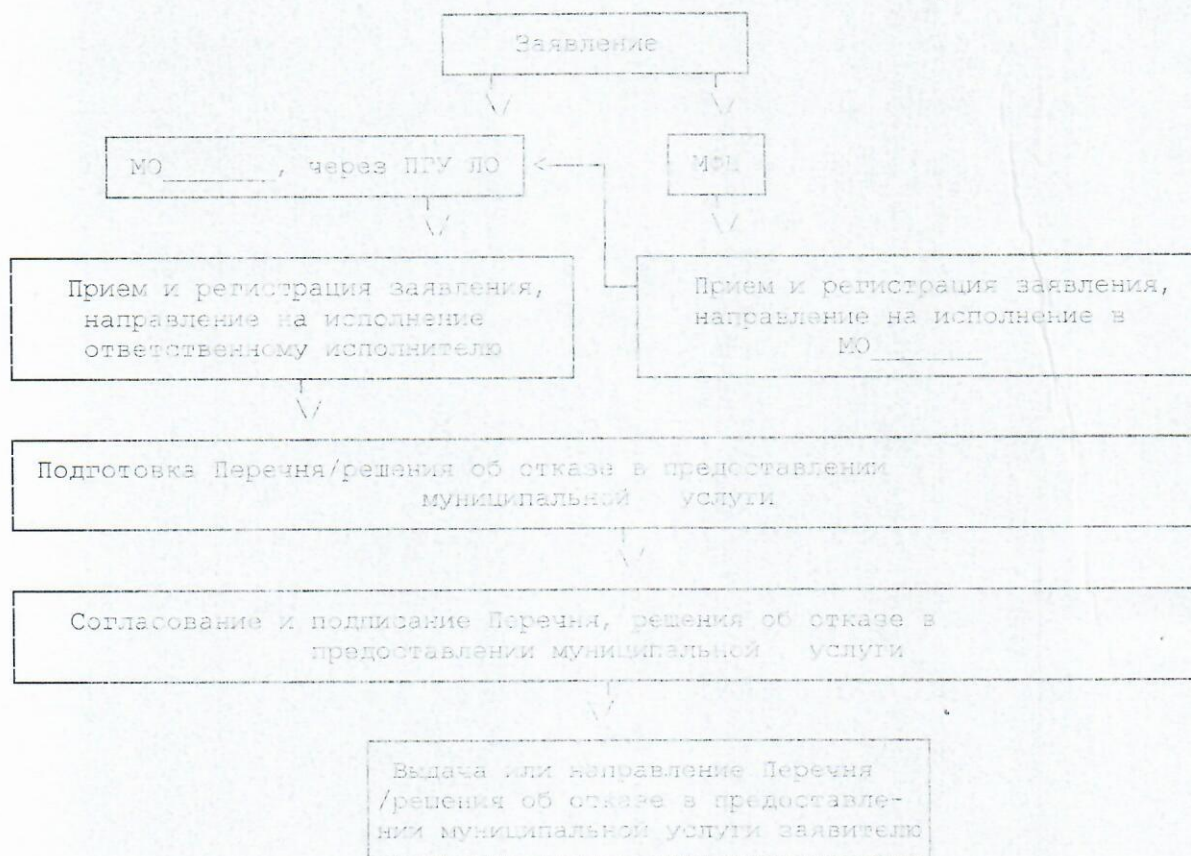 Заявление
МО_______, через ПГУ ЛО
МФЦ
Прием и регистрация заявления,
направление на исполнение
ответственному исполнителю
Прием и регистрация заявления,
направление на исполнение в
МО_______
Подготовка Перечня/решения об отказе в предоставлении
муниципальной услуги
Согласование и подписание Перечня, решения об отказе в
предоставлении муниципальной услуги
Выдача или направление Перечня
/решения об отказе в предоставле-
нии муниципальной услуги заявителю